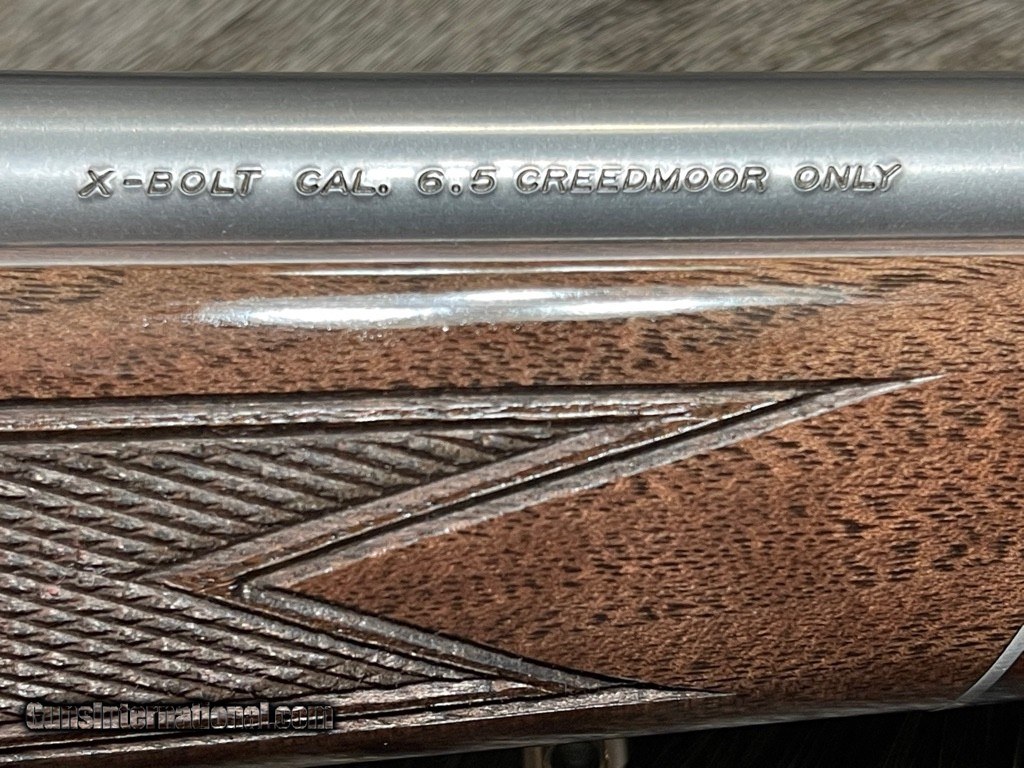 X-BOLT CAL. 6.5 CREEDMOOR ONLY
GunsInternational.com